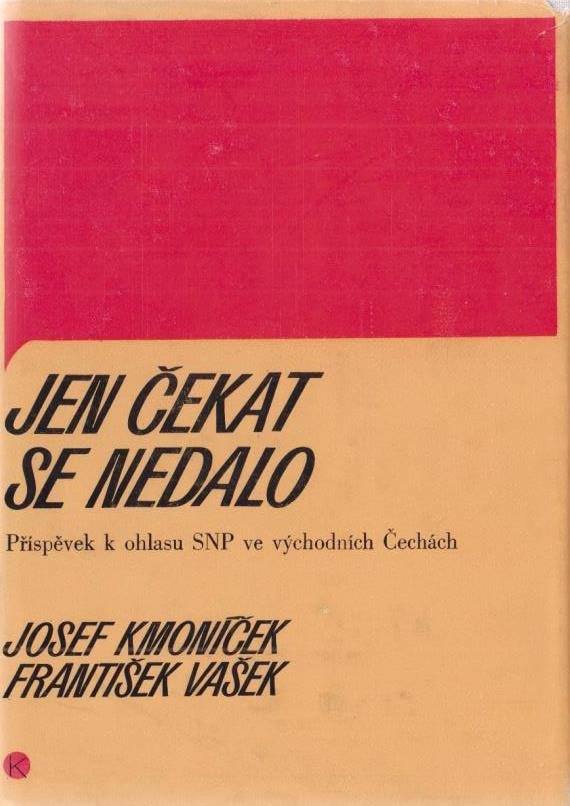 JEN ČEKAT
SE NEDALO
Příspěvek k ohlasu SNP ve východních Čechách
JOSEF KMONÍČEK
FRANTIŠEK VAŠEK
K